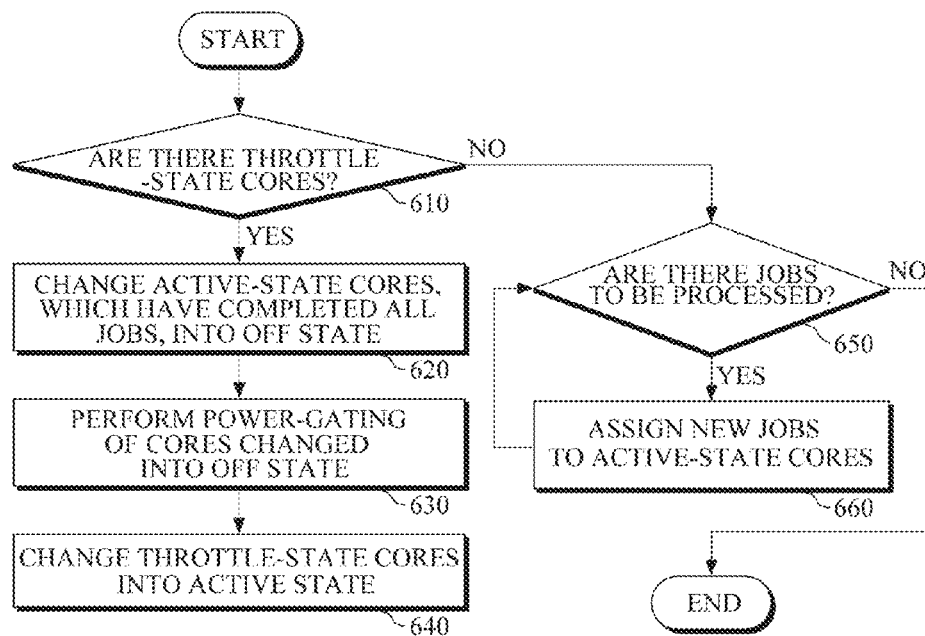 START
ARE THERE THROTTLE
-STATE CORES?
NO
610
YES
CHANGE ACTIVE-STATE CORES,
WHICH HAVE COMPLETED ALL
JOBS, INTO OFF STATE
620
PERFORM POWER-GATING
OF CORES CHANGED
INTO OFF STATE
630
CHANGE THROTTLE-STATE CORES
INTO ACTIVE STATE
640
ARE THERE JOBS
TO BE PROCESSED?
NO
650
YES
ASSIGN NEW JOBS
TO ACTIVE-STATE CORES
660
END